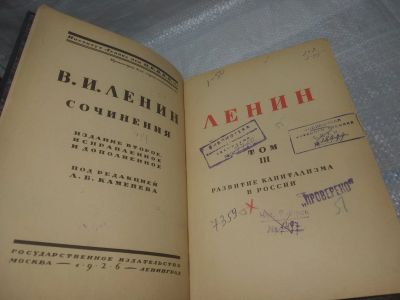 В. И. ЛЕНИН
СОЧИНЕНИЯ
ИЗДАНИЕ ВТОРОЕ,
ИСПРАВЛЕННОЕ
И ДОПОЛНЕННОЕ
ПОД РЕДАКЦИЕЙ
Л. Б. КАМЕНЕВА
ГОСУДАРСТВЕННОЕ ИЗДАТЕЛЬСТВО
МОСКВА — 1926 — ЛЕНИНГРАД
ЛЕНИН
ТОМ
III
РАЗВИТИЕ КАПИТАЛИЗМА
В РОССИИ
„ПРОВЕРЕНО"
7359